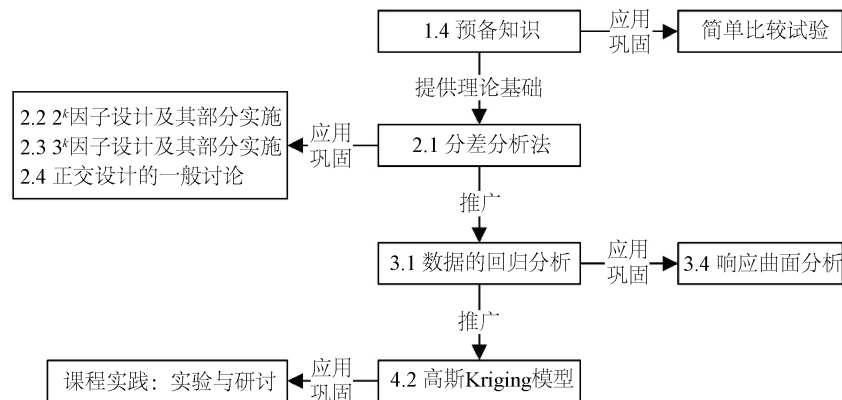 1.4 预备知识
应用
巩固
简单比较试验
提供理论基础
2.2 2ᵏ因子设计及其部分实施
2.3 3ᵏ因子设计及其部分实施
2.4 正交设计的一般讨论
应用
巩固
2.1 分差分析法
推广
3.1 数据的回归分析
应用
巩固
3.4 响应曲面分析
推广
课程实践：实验与研讨
应用
巩固
4.2 高斯Kriging模型